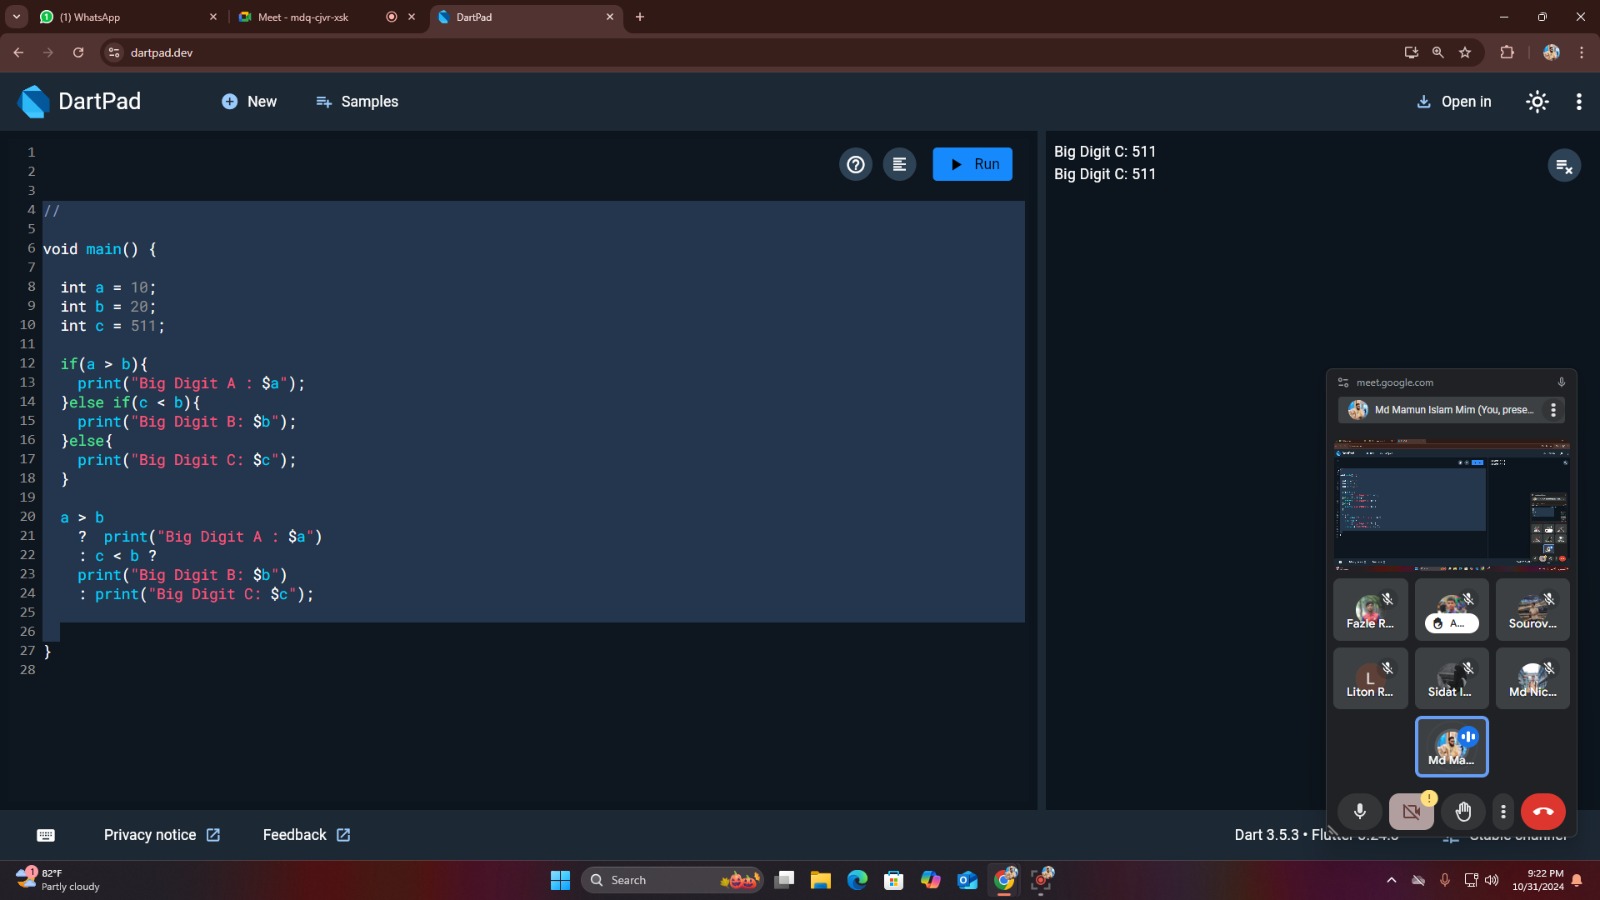 (1) WhatsApp
Meet - mdq-cjvr-xsk
DartPad
dartpad.dev
DartPad
New
Samples
Open in
Run
1
2
3
4 //
5
6 void main() {
7
8 int a = 10;
9 int b = 20;
10 int c = 511;
11
12 if(a > b){
13 print("Big Digit A : $a");
14 }else if(c < b){
15 print("Big Digit B: $b");
16 }else{
17 print("Big Digit C: $c");
18 }
19
20 a > b
21 ? print("Big Digit A : $a")
22 : c < b ?
23 print("Big Digit B: $b")
24 : print("Big Digit C: $c");
25
26
27 }
28
Big Digit C: 511
Big Digit C: 511
meet.google.com
Md Mamun Islam Mim (You, prese...
Fazle R...
A...
Sourov...
L
Liton R...
Sidat I...
Md Nic...
Md Ma...
Privacy notice
Feedback
Dart 3.5.3 •
1
82°F
Partly cloudy
Search
9:22 PM
10/31/2024